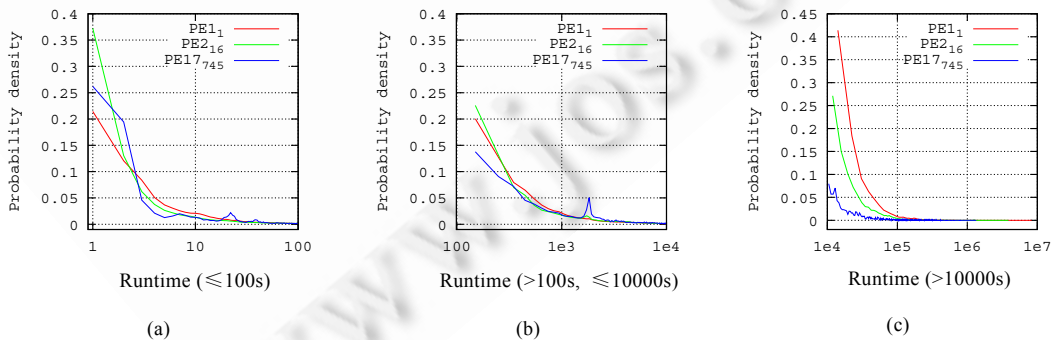 Probability density
0.4
0.35
0.3
0.25
0.2
0.15
0.1
0.05
0
PE1₁
PE2₁₆
PE17₇₄₅
1
10
100
Runtime (≤100s)
(a)
Probability density
0.4
0.35
0.3
0.25
0.2
0.15
0.1
0.05
0
PE1₁
PE2₁₆
PE17₇₄₅
100
1e3
1e4
Runtime (>100s, ≤10000s)
(b)
Probability density
0.45
0.4
0.35
0.3
0.25
0.2
0.15
0.1
0.05
0
PE1₁
PE2₁₆
PE17₇₄₅
1e4
1e5
1e6
1e7
Runtime (>10000s)
(c)
www.jos.